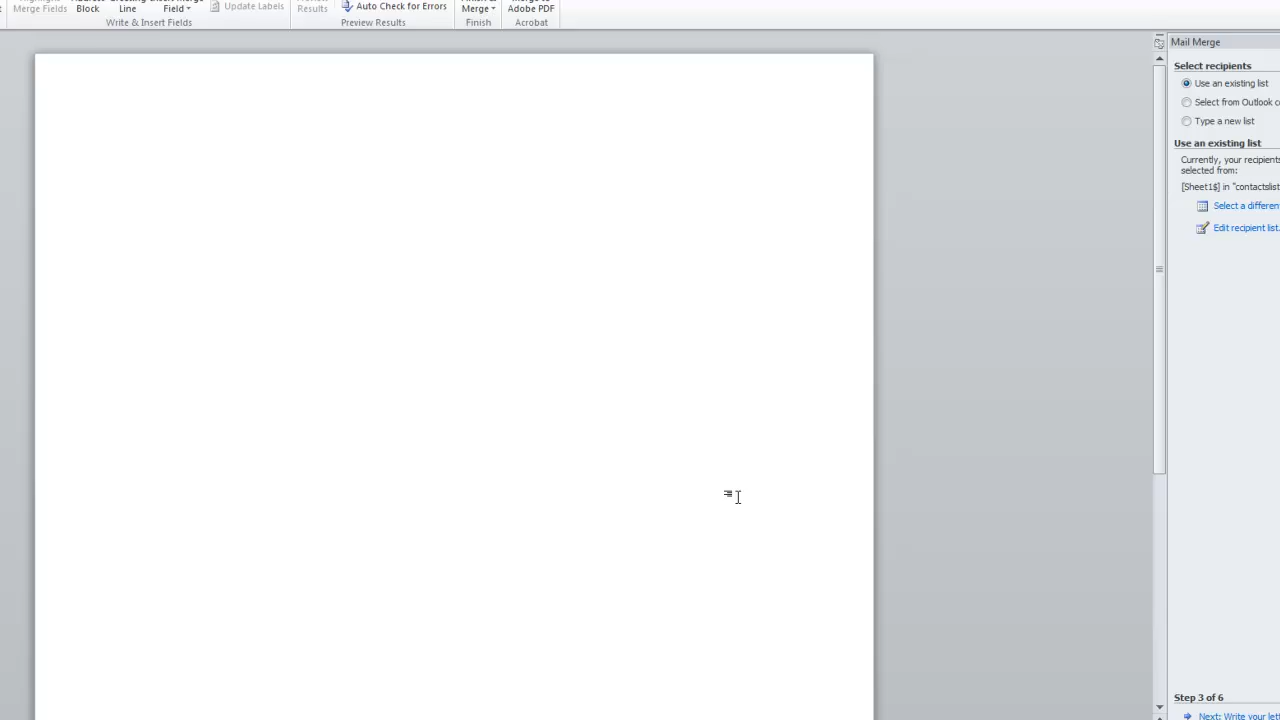 Merge Fields
Block
Line
Field
Update Labels
Results
Auto Check for Errors
Merge
Adobe PDF
Write & Insert Fields
Preview Results
Finish
Acrobat
Mail Merge
Select recipients
Use an existing list
Select from Outlook c
Type a new list
Use an existing list
Currently, your recipients
selected from:
[Sheet1$] in "contactslist
Select a differen
Edit recipient list.
Step 3 of 6
Next: Write your let